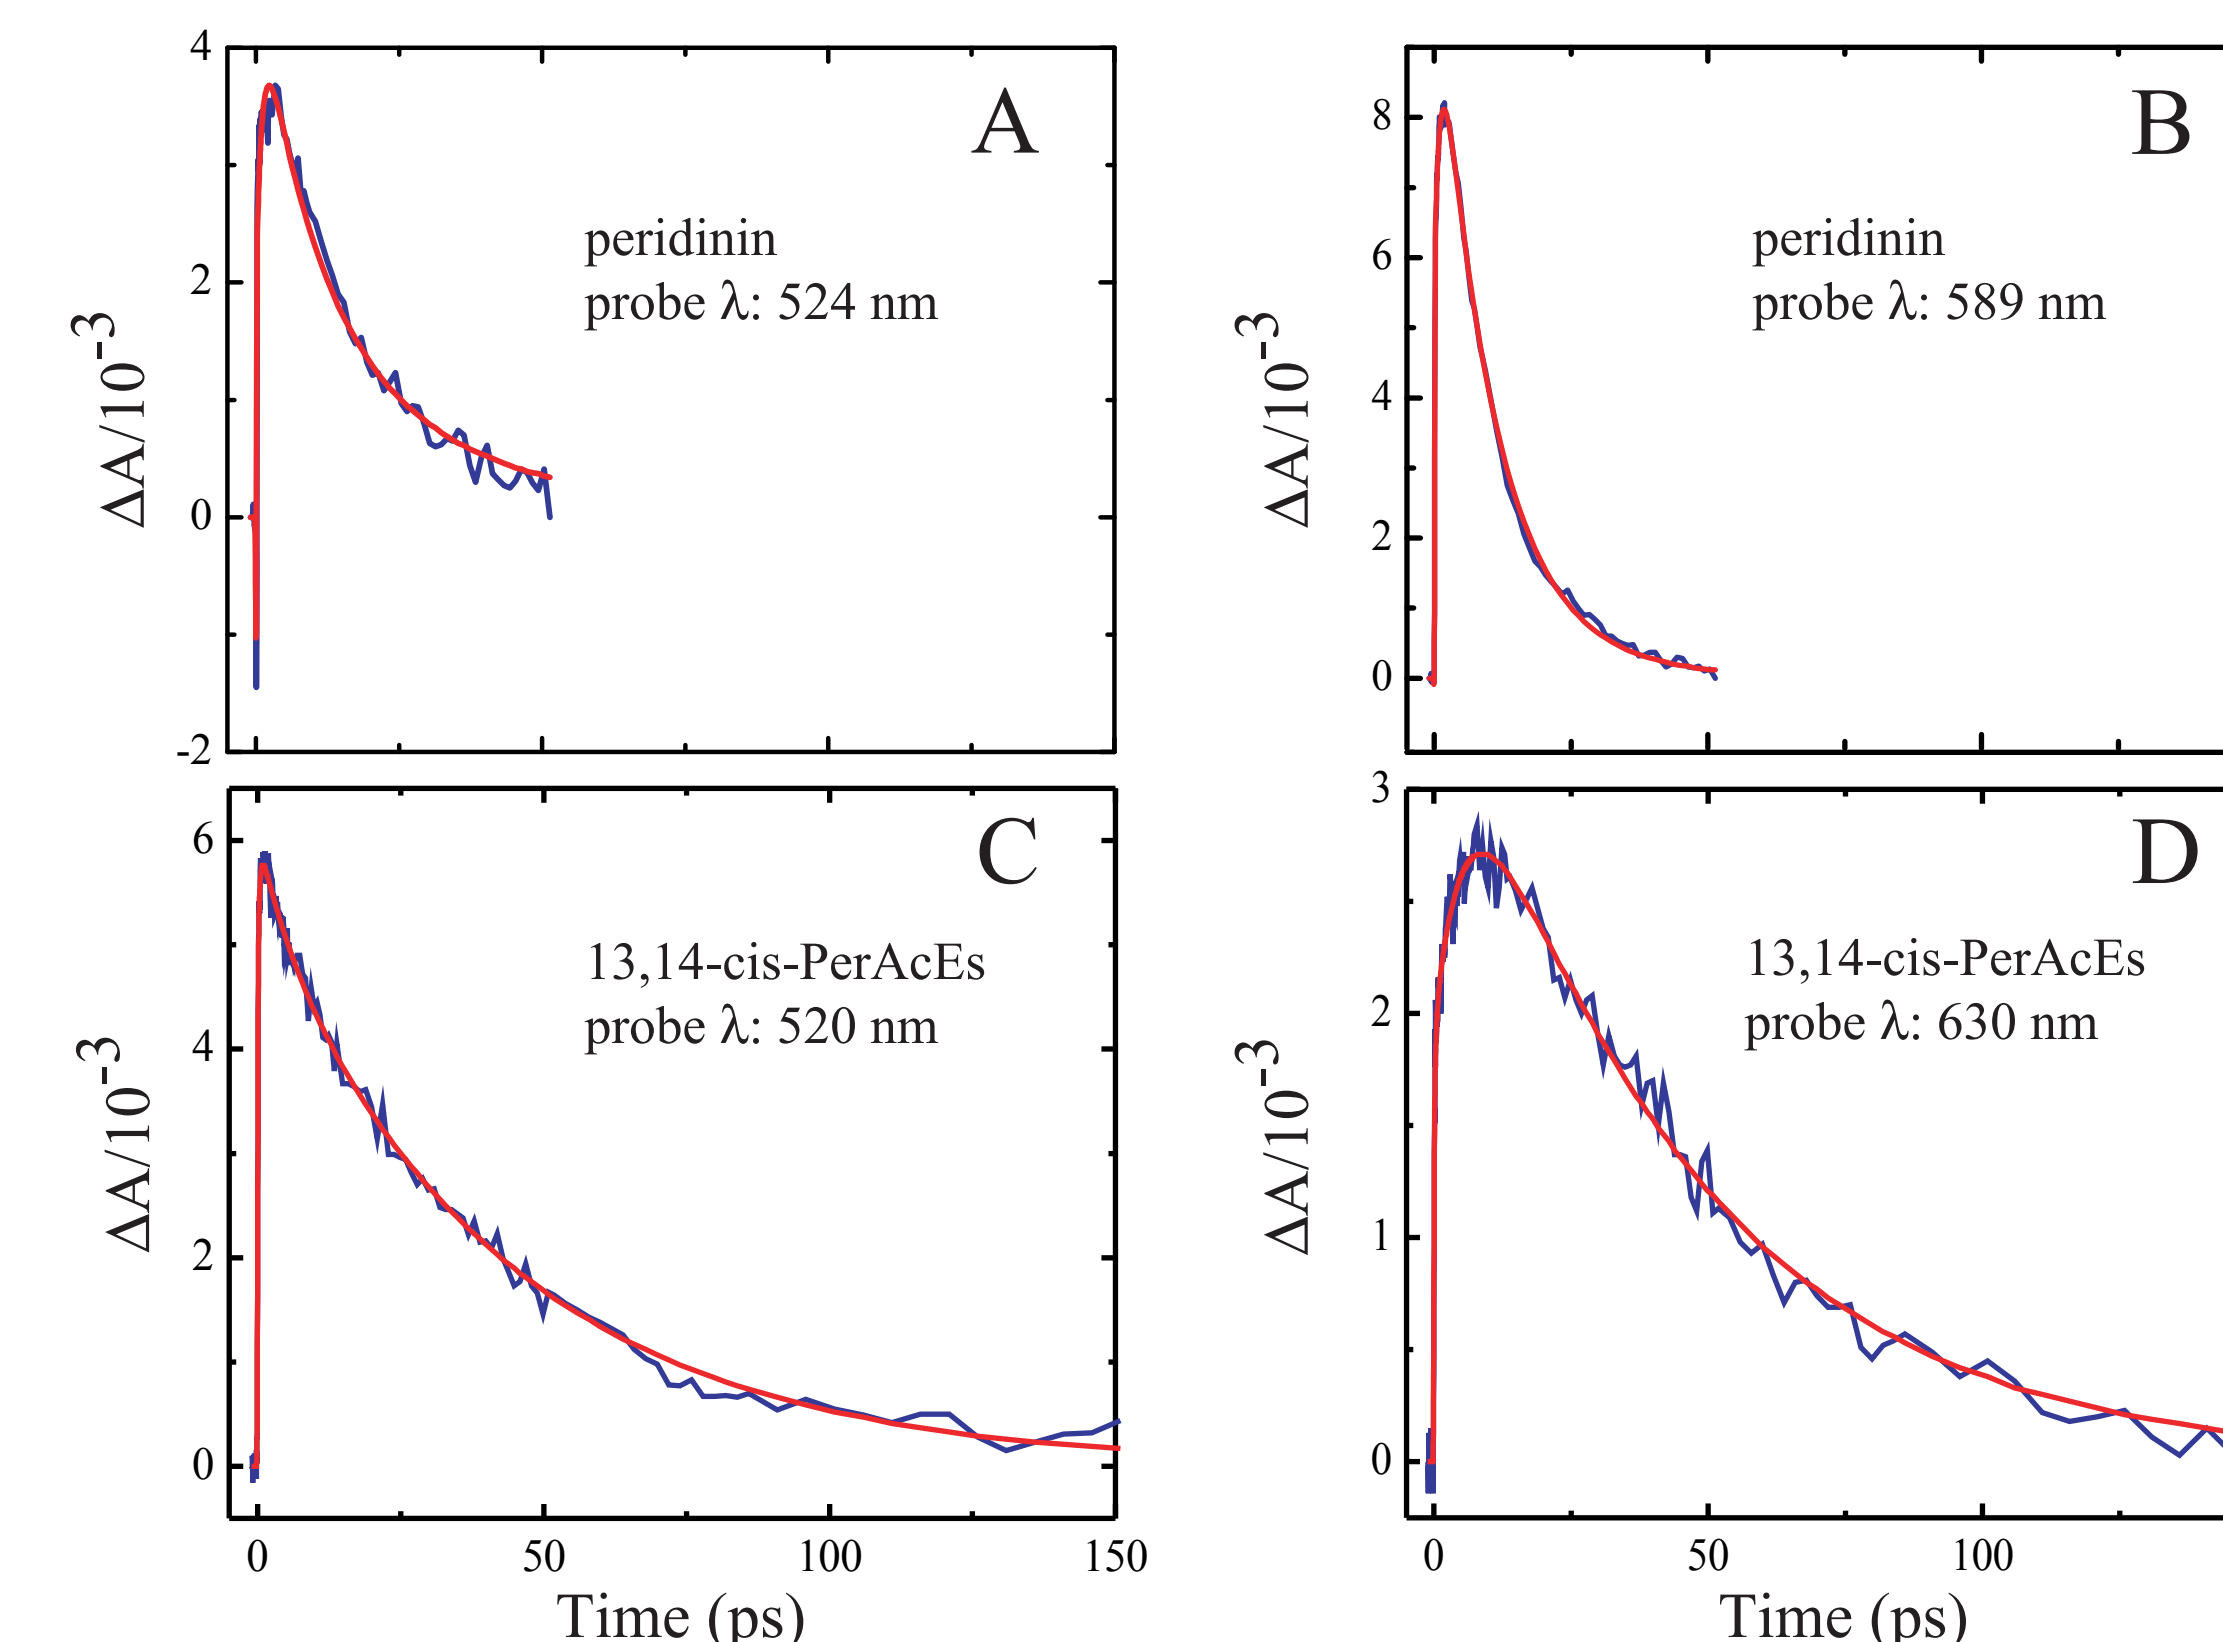 4
2
0
-2
ΔA/10⁻³
A
peridinin
probe λ: 524 nm
8
6
4
2
0
ΔA/10⁻³
B
peridinin
probe λ: 589 nm
6
4
2
0
ΔA/10⁻³
C
13,14-cis-PerAcEs
probe λ: 520 nm
0 50 100 150
Time (ps)
3
2
1
0
ΔA/10⁻³
D
13,14-cis-PerAcEs
probe λ: 630 nm
0 50 100
Time (ps)